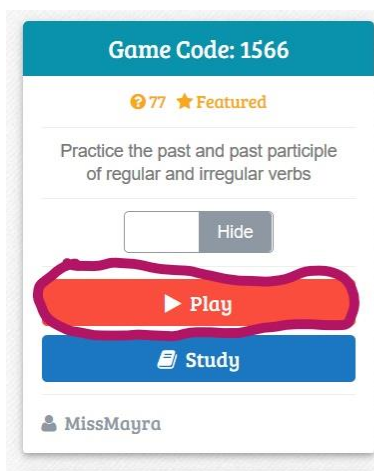 Game Code: 1566
77 Featured
Practice the past and past participle
of regular and irregular verbs
Hide
Play
Study
MissMayra